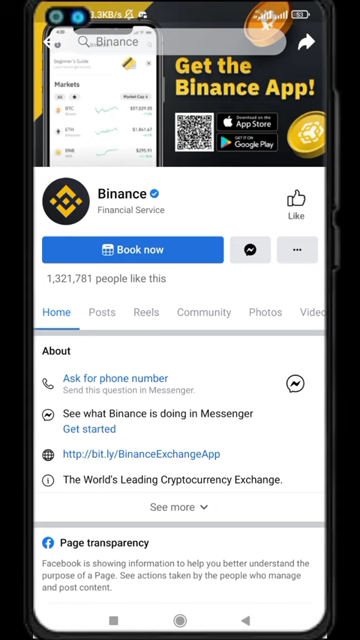 3.3KB/s
53
Binance
Get the
Binance App!
Beginner's Guide
Markets
BTC
ETH
BNB
Download on the
App Store
GET IT ON
Google Play
Binance
Financial Service
Like
Book now
1,321,781 people like this
Home Posts Reels Community Photos Video
About
Ask for phone number
Send this question in Messenger.
See what Binance is doing in Messenger
Get started
http://bit.ly/BinanceExchangeApp
The World's Leading Cryptocurrency Exchange.
See more
Page transparency
Facebook is showing information to help you better understand the
purpose of a Page. See actions taken by the people who manage
and post content.